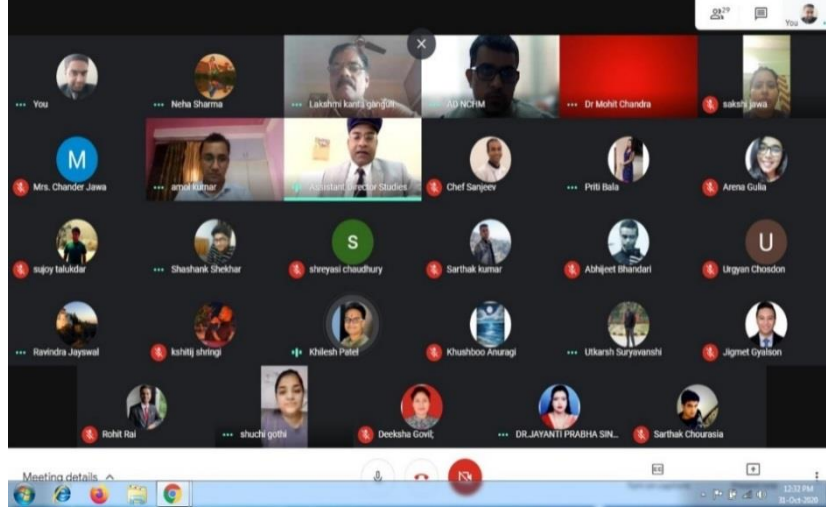 29
You
You
Neha Sharma
Lakshmi kanta ganguli
AD NCHM
Dr Mohit Chandra
sakshi jawa
M
Mrs. Chander Jawa
amol kumar
Assistant Director Studies
Chef Sanjeev
Priti Bala
Arena Gulia
sujoy talukdar
Shashank Shekhar
S
shreyasi chaudhury
Sarthak kumar
Abhijeet Bhandari
U
Urgyan Chosdon
Ravindra Jayswal
kshitij shringi
Khilesh Patel
Khushboo Anuragi
Utkarsh Suryavanshi
Jigmet Gyalson
Rohit Rai
shuchi gothi
Deeksha Govil;
DR.JAYANTI PRABHA SIN...
Sarthak Chourasia
Meeting details
12:32 PM
31-Oct-2020